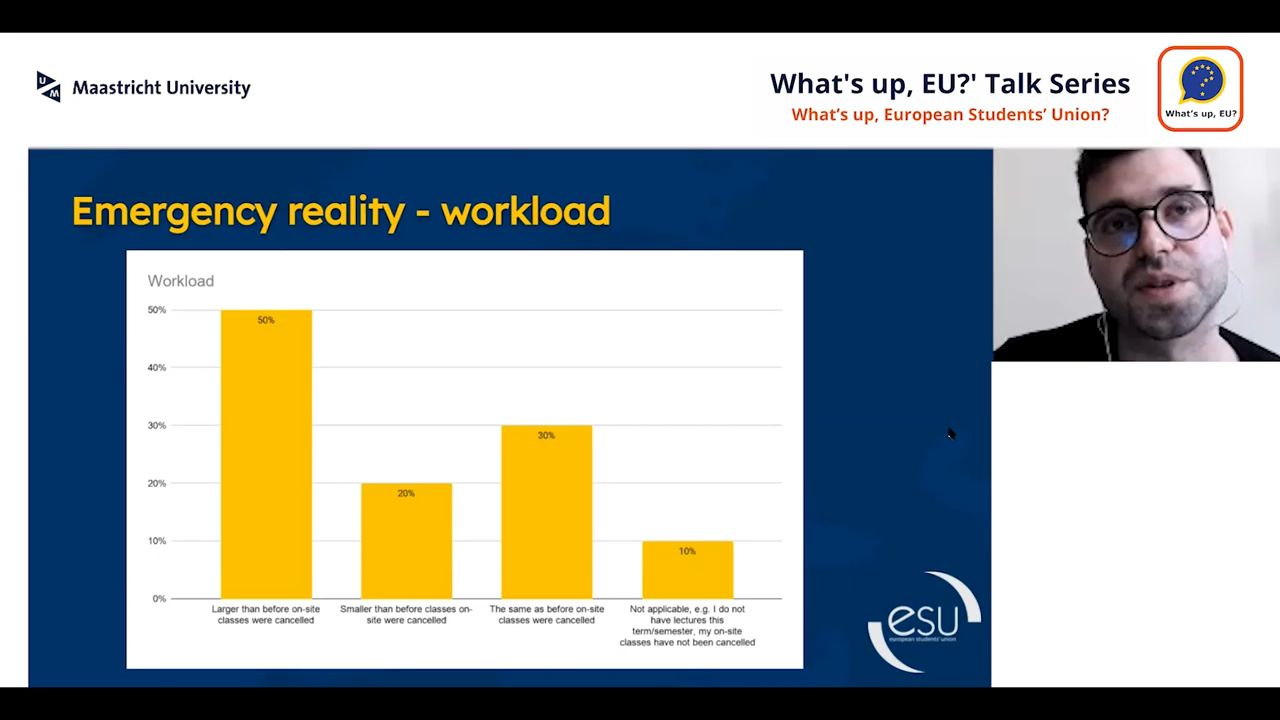 U
M
Maastricht University
What's up, EU?' Talk Series
What's up, European Students' Union?
What's up, EU?
Emergency reality - workload
Workload
50%
40%
30%
20%
10%
0%
50%
20%
30%
10%
Larger than before on-site
classes were cancelled
Smaller than before classes on-
site were cancelled
The same as before on-site
classes were cancelled
Not applicable, e.g. I do not
have lectures this
term/semester, my on-site
classes have not been cancelled
esu
european students' union